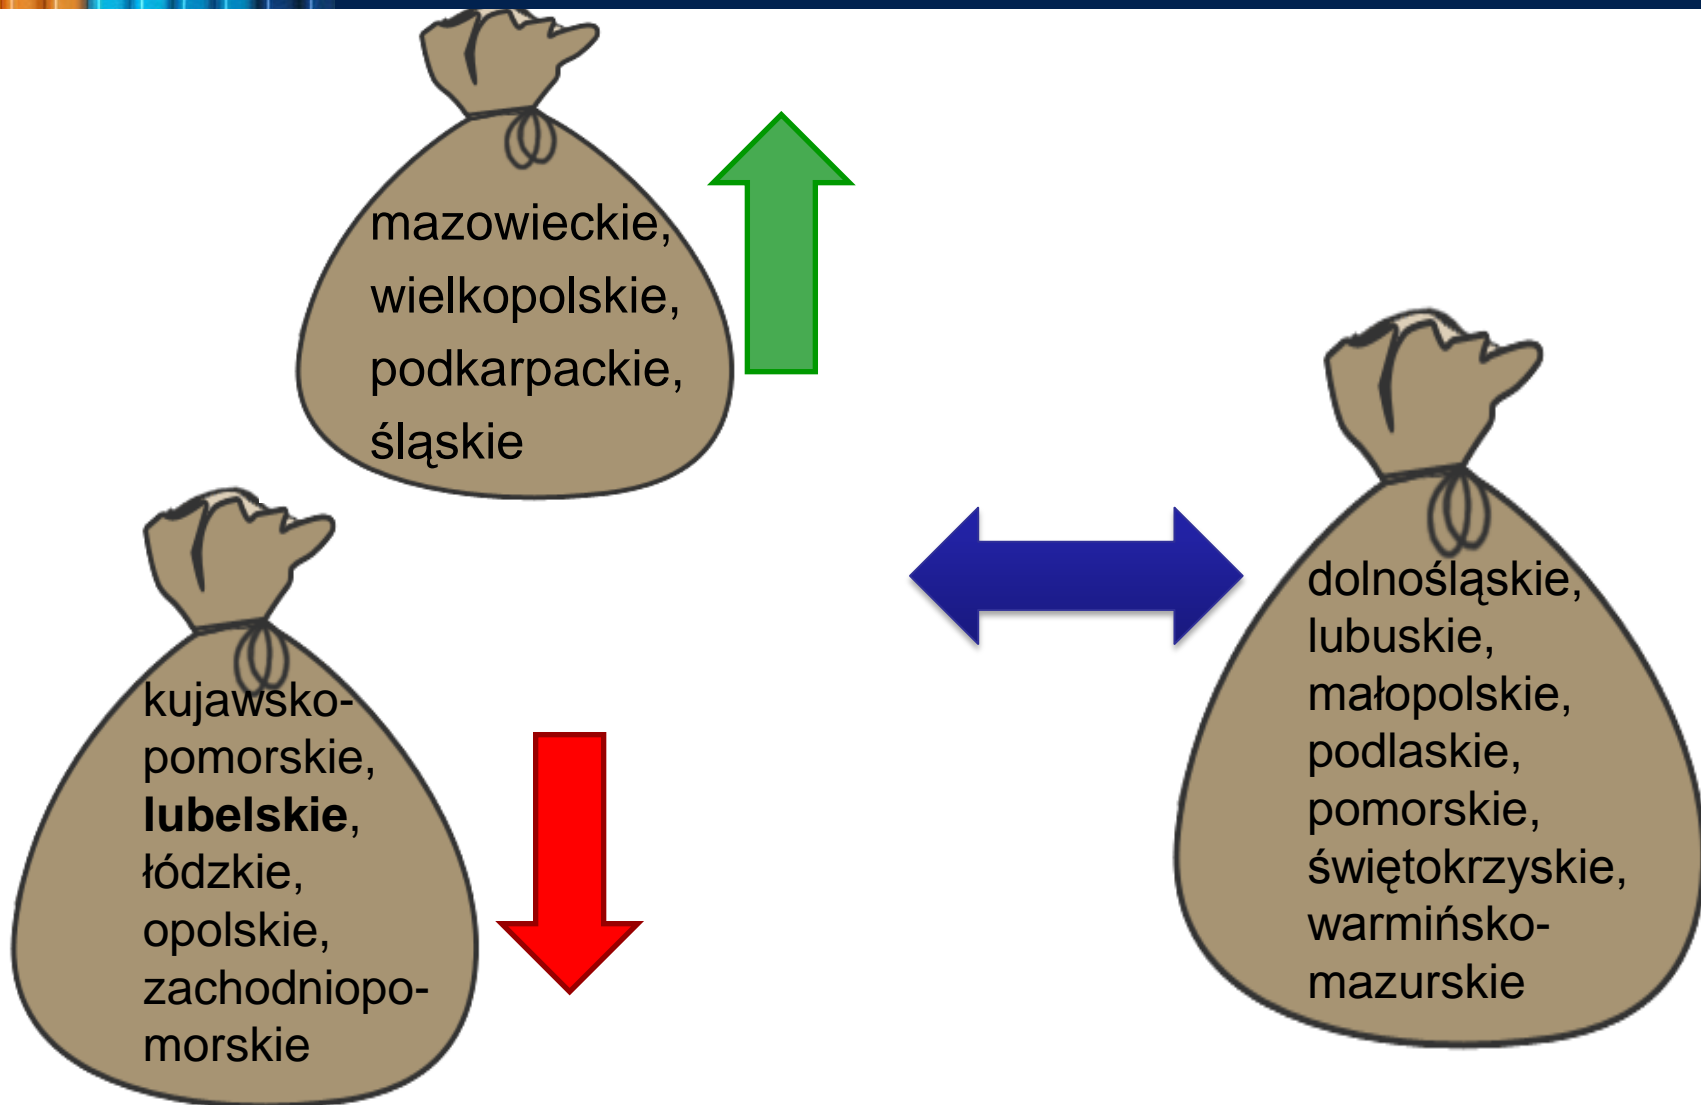 mazowieckie,
wielkopolskie,
podkarpackie,
śląskie
kujawsko-
pomorskie,
lubelskie,
łódzkie,
opolskie,
zachodniopo-
morskie
dolnośląskie,
lubuskie,
małopolskie,
podlaskie,
pomorskie,
świętokrzyskie,
warmińsko-
mazurskie